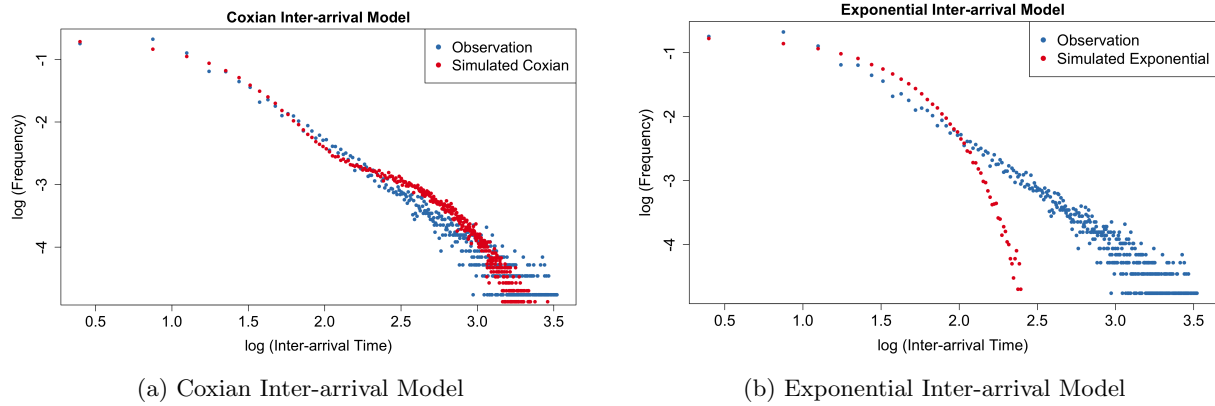 Coxian Inter-arrival Model
Observation
Simulated Coxian
log (Frequency)
-1
-2
-3
-4
0.5 1.0 1.5 2.0 2.5 3.0 3.5
log (Inter-arrival Time)
(a) Coxian Inter-arrival Model
Exponential Inter-arrival Model
Observation
Simulated Exponential
log (Frequency)
-1
-2
-3
-4
0.5 1.0 1.5 2.0 2.5 3.0 3.5
log (Inter-arrival Time)
(b) Exponential Inter-arrival Model